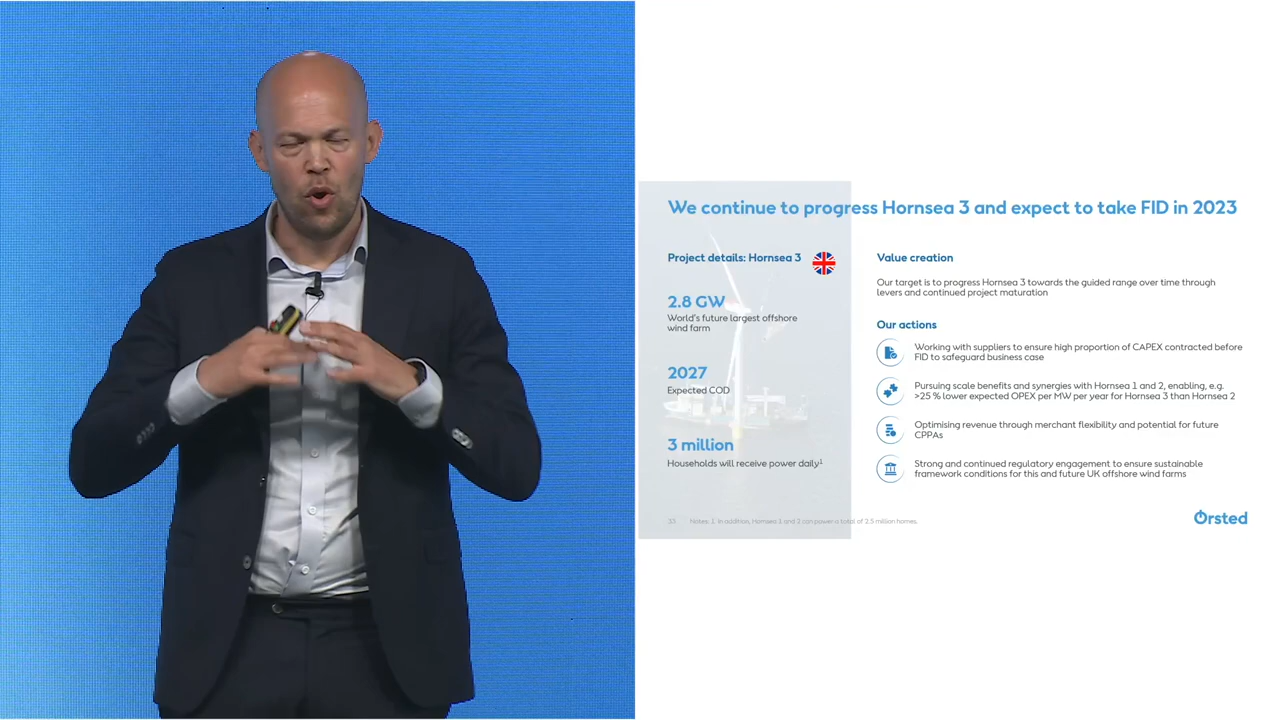 We continue to progress Hornsea 3 and expect to take FID in 2023
Project details: Hornsea 3
2.8 GW
World's future largest offshore
wind farm
2027
Expected COD
3 million
Households will receive power daily¹
Value creation
Our target is to progress Hornsea 3 towards the guided range over time through
levers and continued project maturation
Our actions
Working with suppliers to ensure high proportion of CAPEX contracted before
FID to safeguard business case
Pursuing scale benefits and synergies with Hornsea 1 and 2, enabling, e.g.
>25 % lower expected OPEX per MW per year for Hornsea 3 than Hornsea 2
Optimising revenue through merchant flexibility and potential for future
CPPAs
Strong and continued regulatory engagement to ensure sustainable
framework conditions for this and future UK offshore wind farms
33 Notes: 1. In addition, Hornsea 1 and 2 can power a total of 2.5 million homes.
Ørsted